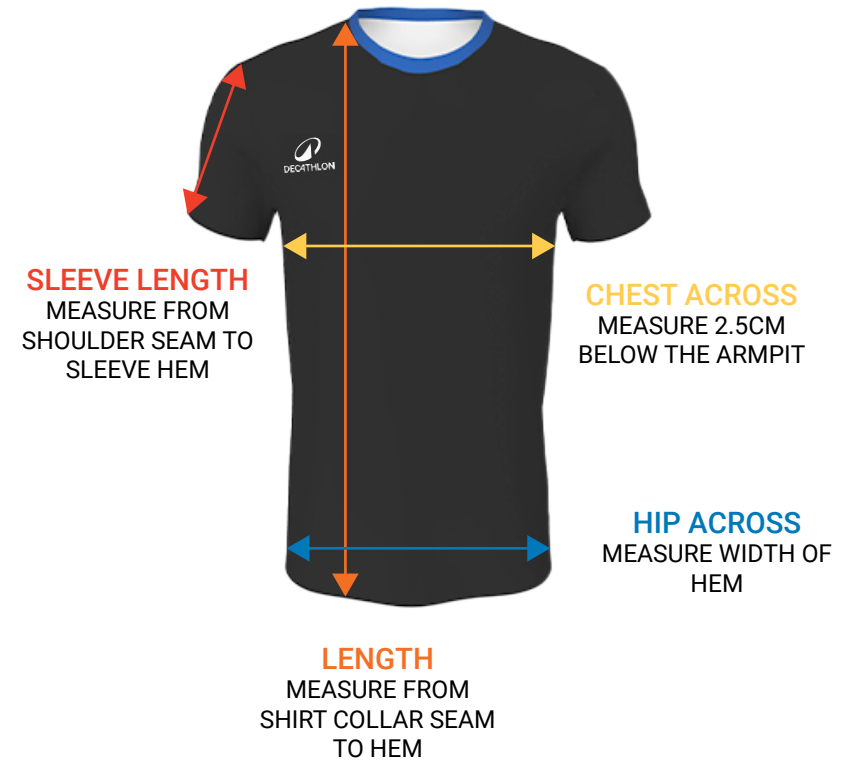 DECATHLON
SLEEVE LENGTH
MEASURE FROM
SHOULDER SEAM TO
SLEEVE HEM
CHEST ACROSS
MEASURE 2.5CM
BELOW THE ARMPIT
HIP ACROSS
MEASURE WIDTH OF
HEM
LENGTH
MEASURE FROM
SHIRT COLLAR SEAM
TO HEM